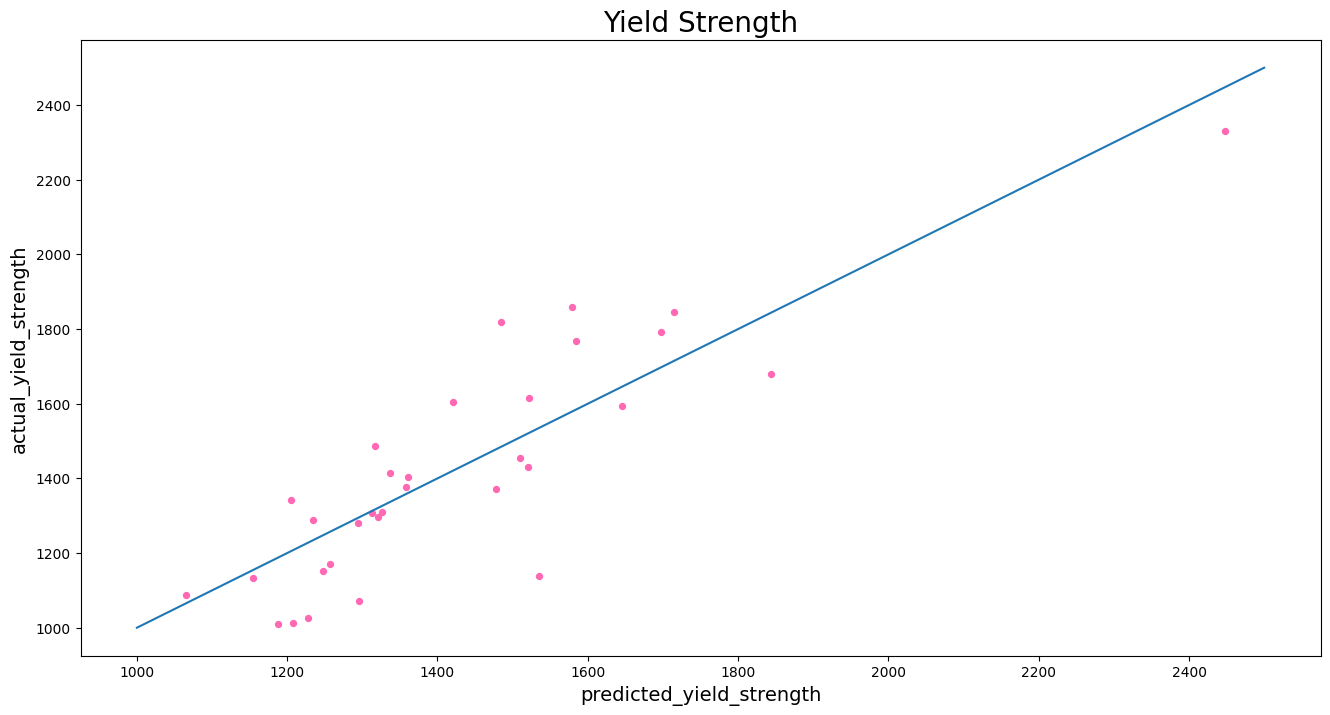 Yield Strength
actual_yield_strength
2400
2200
2000
1800
1600
1400
1200
1000
1000 1200 1400 1600 1800 2000 2200 2400
predicted_yield_strength